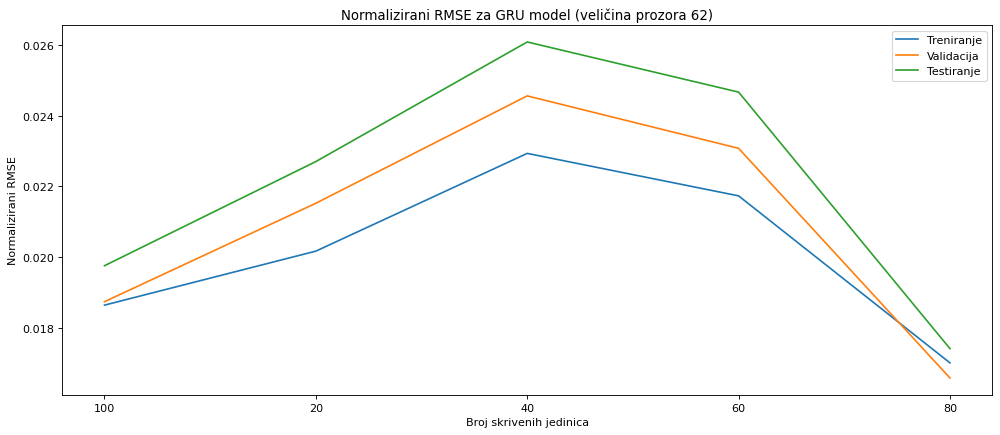 Normalizirani RMSE za GRU model (veličina prozora 62)
Treniranje
Validacija
Testiranje
Normalizirani RMSE
0.026
0.024
0.022
0.020
0.018
100 20 40 60 80
Broj skrivenih jedinica